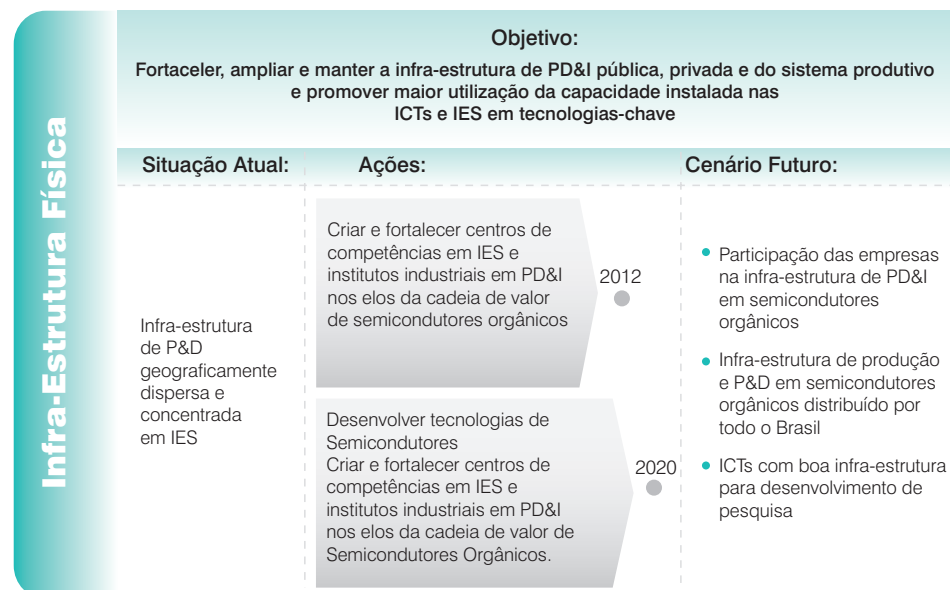 Infra-Estrutura Física
Objetivo:
Fortaceler, ampliar e manter a infra-estrutura de PD&I pública, privada e do sistema produtivo
e promover maior utilização da capacidade instalada nas
ICTs e IES em tecnologias-chave
Situação Atual:
Ações:
Cenário Futuro:
Infra-estrutura
de P&D
geograficamente
dispersa e
concentrada
em IES
Criar e fortalecer centros de
competências em IES e
institutos industriais em PD&I
nos elos da cadeia de valor
de semicondutores orgânicos
2012
Desenvolver tecnologias de
Semicondutores
Criar e fortalecer centros de
competências em IES e
institutos industriais em PD&I
nos elos da cadeia de valor de
Semicondutores Orgânicos.
2020
• Participação das empresas
na infra-estrutura de PD&I
em semicondutores
orgânicos
• Infra-estrutura de produção
e P&D em semicondutores
orgânicos distribuído por
todo o Brasil
• ICTs com boa infra-estrutura
para desenvolvimento de
pesquisa